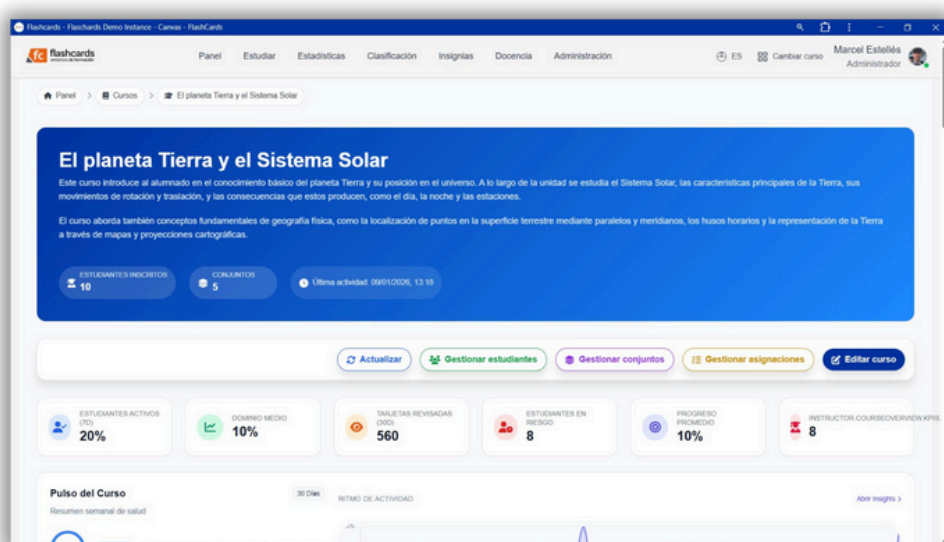 Flashcards - Flaschards Demo Instance - Canvas - FlashCards
fc flashcards
Panel Estudiar Estadísticas Clasificación Insignias Docencia Administración
ES Cambiar curso Marcel Estellés
Administrador
Panel > Cursos > El planeta Tierra y el Sistema Solar
El planeta Tierra y el Sistema Solar
Este curso introduce al alumnado en el conocimiento básico del planeta Tierra y su posición en el universo. A lo largo de la unidad se estudia el Sistema Solar, las características principales de la Tierra, sus
movimientos de rotación y traslación, y las consecuencias que estos producen, como el día, la noche y las estaciones.
El curso aborda también conceptos fundamentales de geografía física, como la localización de puntos en la superficie terrestre mediante paralelos y meridianos, los husos horarios y la representación de la Tierra
a través de mapas y proyecciones cartográficas.
ESTUDIANTES INSCRITOS
10
CONJUNTOS
5
Última actividad: 09/01/2026, 13:18
Actualizar Gestionar estudiantes Gestionar conjuntos Gestionar asignaciones Editar curso
ESTUDIANTES ACTIVOS
(7D)
20%
DOMINIO MEDIO
10%
TARJETAS REVISADAS
(30D)
560
ESTUDIANTES EN
RIESGO
8
PROGRESO
PROMEDIO
10%
INSTRUCTOR.COURSEOVERVIEW.KPIS.
8
Pulso del Curso
Resumen semanal de salud
30 Días
RITMO DE ACTIVIDAD
Abrir Insights >